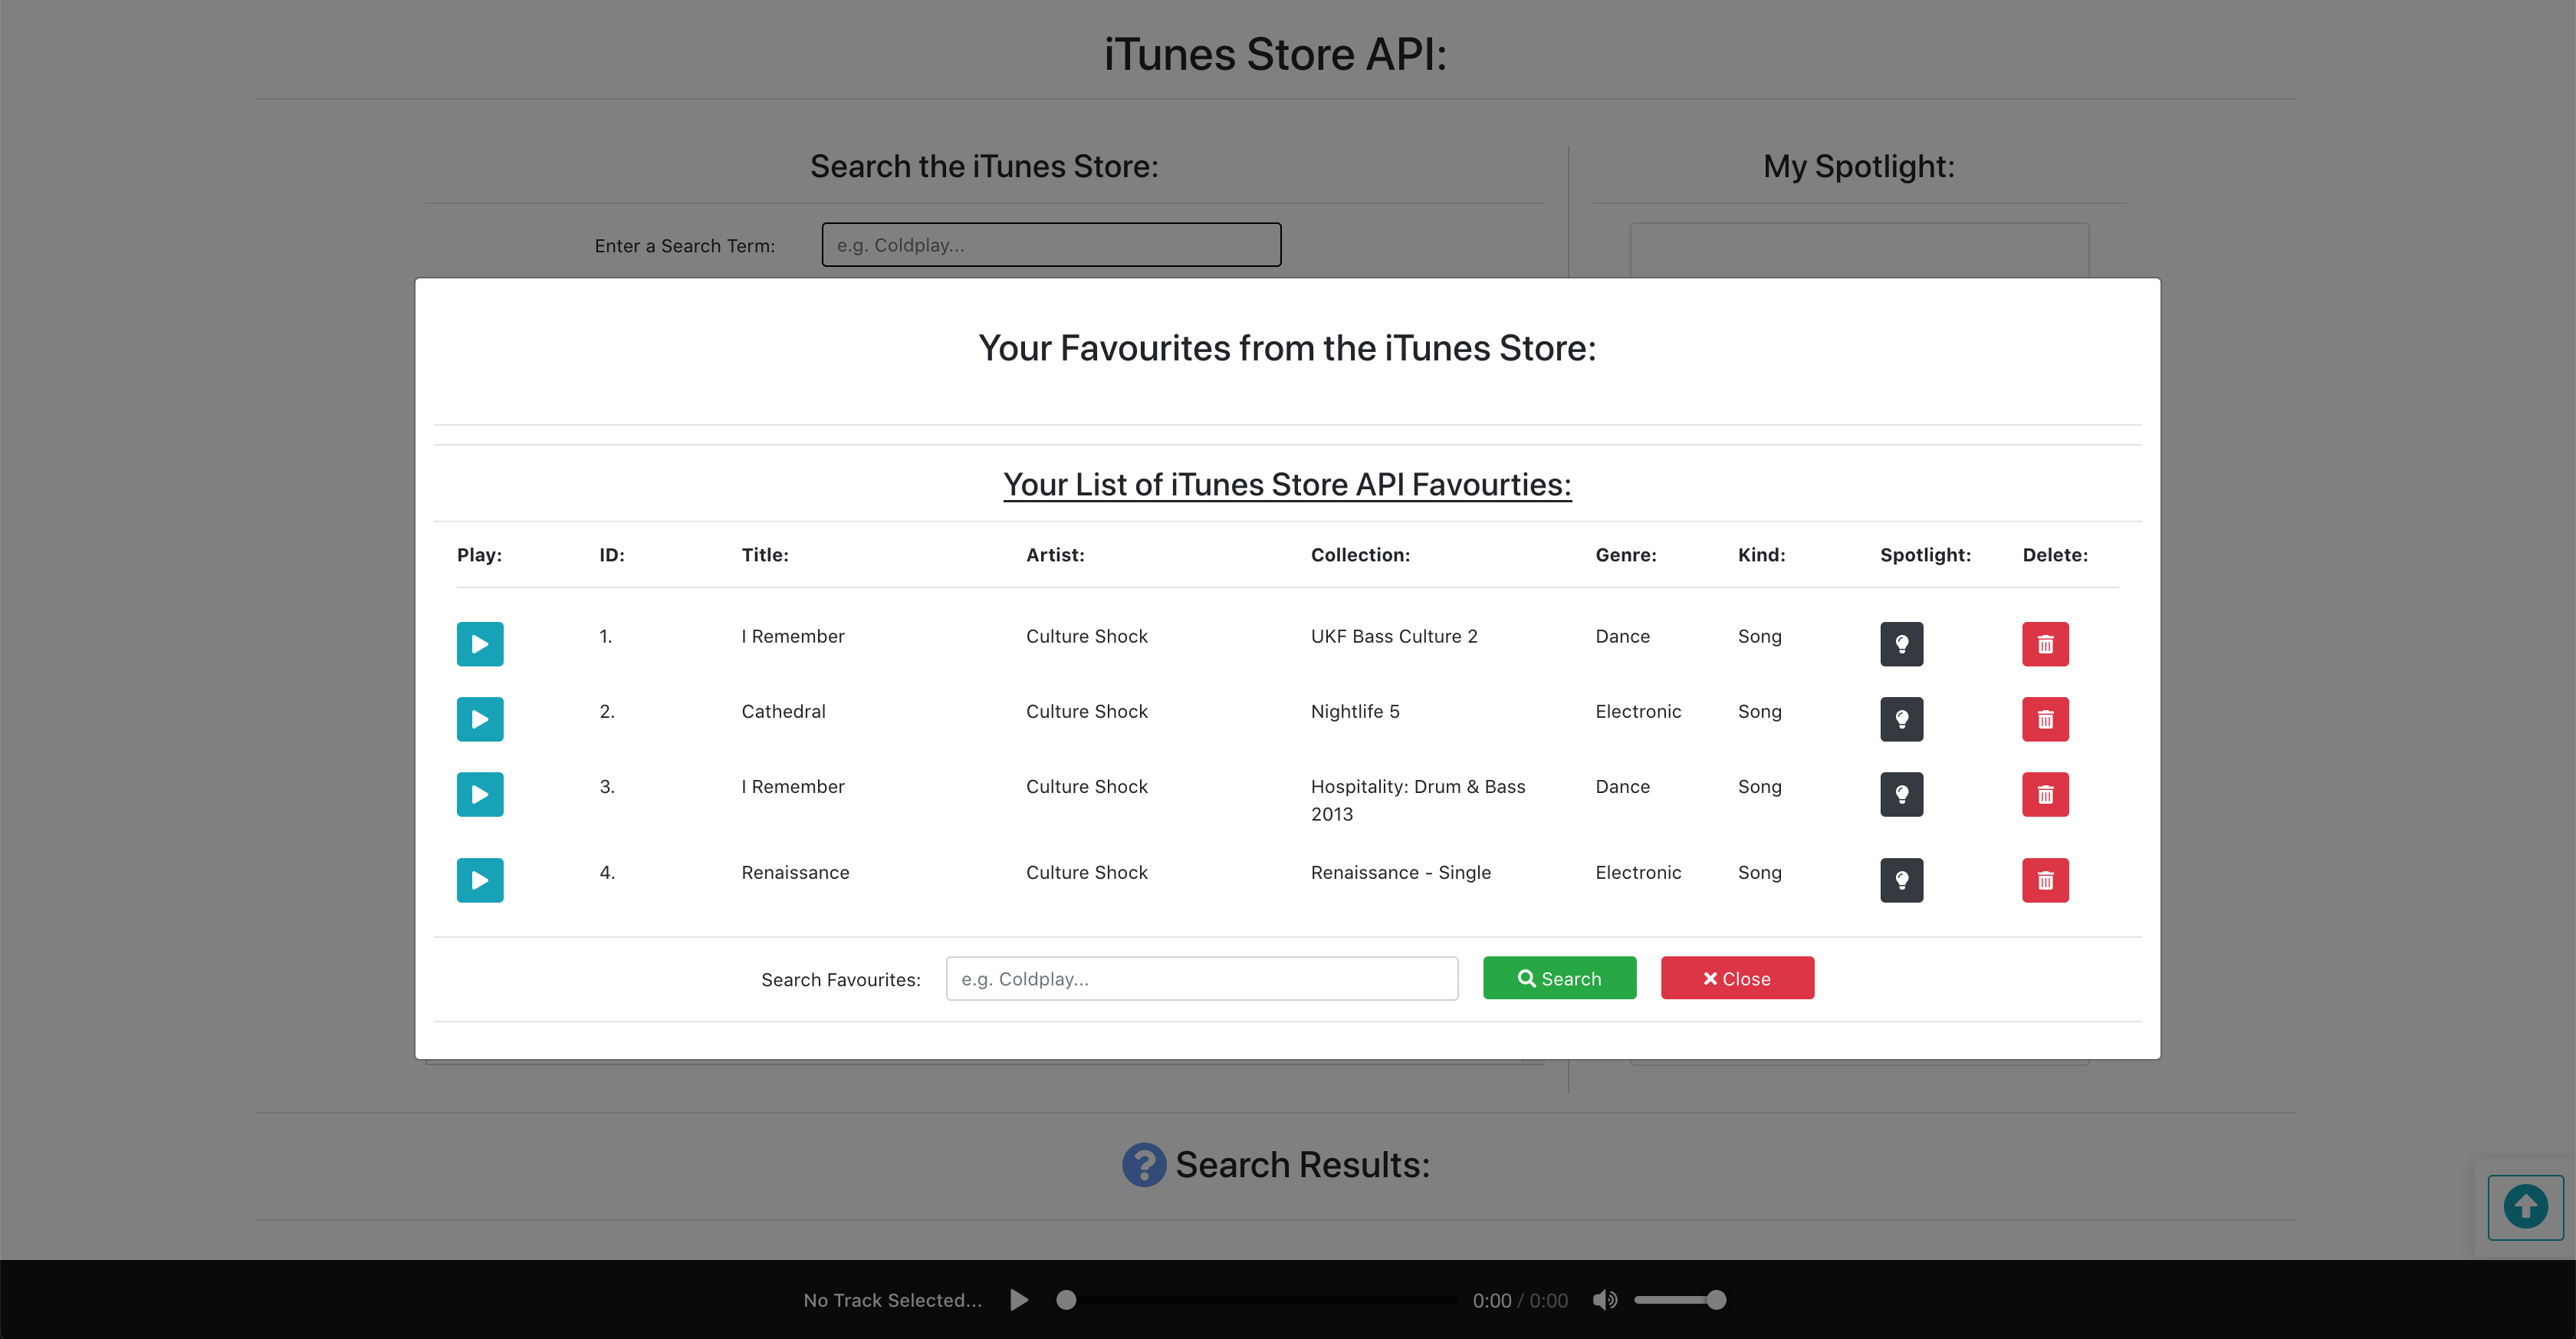 iTunes Store API:
Search the iTunes Store:
My Spotlight:
Enter a Search Term: e.g. Coldplay...
Your Favourites from the iTunes Store:
Your List of iTunes Store API Favourties:
Play: ID: Title: Artist: Collection: Genre: Kind: Spotlight: Delete:
1. I Remember Culture Shock UKF Bass Culture 2 Dance Song
2. Cathedral Culture Shock Nightlife 5 Electronic Song
3. I Remember Culture Shock Hospitality: Drum & Bass Dance Song
2013
4. Renaissance Culture Shock Renaissance - Single Electronic Song
Search Favourites: e.g. Coldplay... Search Close
? Search Results:
No Track Selected... 0:00 / 0:00